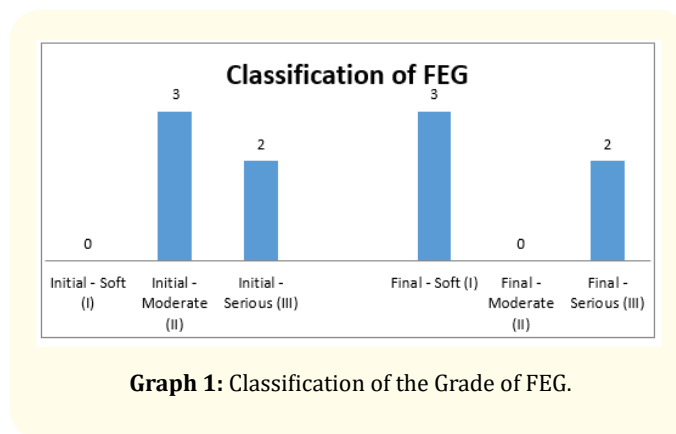 Classification of FEG
3
3
2
2
0
0
Initial - Soft (I)
Initial - Moderate (II)
Initial - Serious (III)
Final - Soft (I)
Final - Moderate (II)
Final - Serious (III)
Graph 1: Classification of the Grade of FEG.